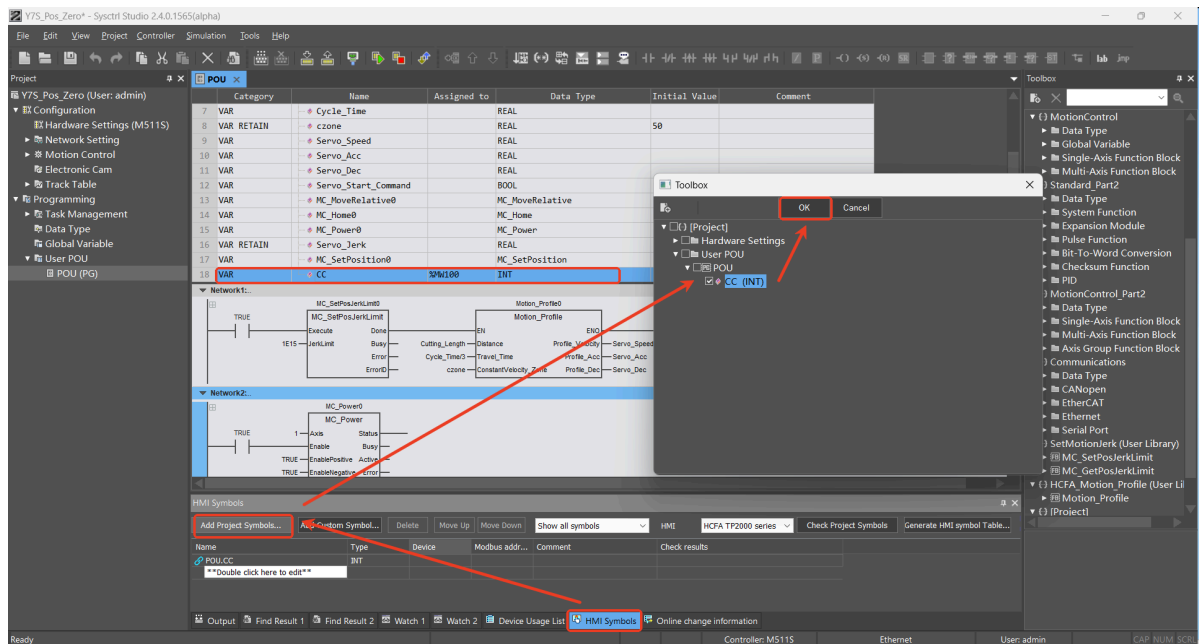 Y7S_Pos_Zero* - Sysctrl Studio 2.4.0.1565(alpha)
File Edit View Project Controller Simulation Tools Help
Project
Y7S_Pos_Zero (User: admin)
Configuration
Hardware Settings (M511S)
Network Setting
Motion Control
Electronic Cam
Track Table
Programming
Task Management
Data Type
Global Variable
User POU
POU (PG)
POU
Category Name Assigned to Data Type Initial Value Comment
7 VAR Cycle_Time REAL
8 VAR RETAIN czone REAL 50
9 VAR Servo_Speed REAL
10 VAR Servo_Acc REAL
11 VAR Servo_Dec REAL
12 VAR Servo_Start_Command BOOL
13 VAR MC_MoveRelative0 MC_MoveRelative
14 VAR MC_Home0 MC_Home
15 VAR MC_Power0 MC_Power
16 VAR RETAIN Servo_Jerk REAL
17 VAR MC_SetPosition0 MC_SetPosition
18 VAR CC %MW100 INT
Network1:..
MC_SetPosJerkLimit0 Motion_Profile0
TRUE MC_SetPosJerkLimit Motion_Profile
Execute Done EN ENO
1E15 JerkLimit Busy Cutting_Length Distance Profile_Velocity Servo_Speed
Error Cycle_Time/3 Travel_Time Profile_Acc Servo_Acc
ErrorID czone ConstantVelocity_Zone Profile_Dec Servo_Dec
Network2:..
MC_Power0
MC_Power
TRUE 1 Axis Status
Enable Busy
TRUE EnablePositive Active
TRUE EnableNegative Error
Toolbox
OK Cancel
{} [Project]
Hardware Settings
User POU
POU
CC (INT)
HMI Symbols
Add Project Symbols... Add Custom Symbol... Delete Move Up Move Down Show all symbols HMI HCFA TP2000 series Check Project Symbols Generate HMI symbol Table...
Name Type Device Modbus addr... Comment Check results
POU.CC INT
**Double click here to edit**
Output Find Result 1 Find Result 2 Watch 1 Watch 2 Device Usage List HMI Symbols Online change information
Toolbox
{} MotionControl
Data Type
Global Variable
Single-Axis Function Block
Multi-Axis Function Block
} Standard_Part2
Data Type
System Function
Expansion Module
Pulse Function
Bit-To-Word Conversion
Checksum Function
PID
} MotionControl_Part2
Data Type
Single-Axis Function Block
Multi-Axis Function Block
Axis Group Function Block
} Communications
Data Type
CANopen
EtherCAT
Ethernet
Serial Port
} SetMotionJerk (User Library)
MC_SetPosJerkLimit
MC_GetPosJerkLimit
{} HCFA_Motion_Profile (User Li
Motion_Profile
{} [Project]
Ready Controller: M511S Ethernet User: admin CAP NUM SCRL